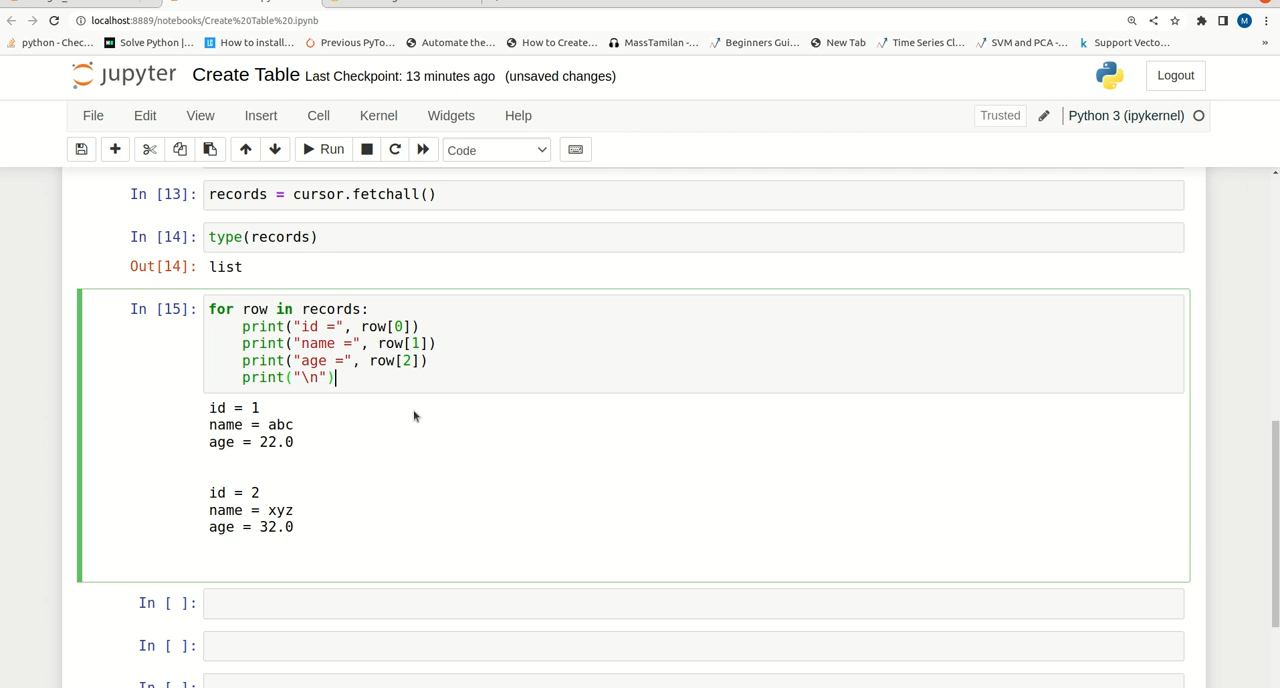 localhost:8889/notebooks/Create%20Table%20.ipynb
M
python - Chec... Solve Python |... How to install... Previous PyTo... Automate the... How to Create... MassTamilan -... Beginners Gui... New Tab Time Series Cl... SVM and PCA -... Support Vecto... »
jupyter Create Table Last Checkpoint: 13 minutes ago (unsaved changes) Logout
File Edit View Insert Cell Kernel Widgets Help Trusted Python 3 (ipykernel)
Run Code
In [13]: records = cursor.fetchall()
In [14]: type(records)
Out[14]: list
In [15]: for row in records:
print("id =", row[0])
print("name =", row[1])
print("age =", row[2])
print("\n")
id = 1
name = abc
age = 22.0
id = 2
name = xyz
age = 32.0
In [ ]:
In [ ]:
In [ ]: